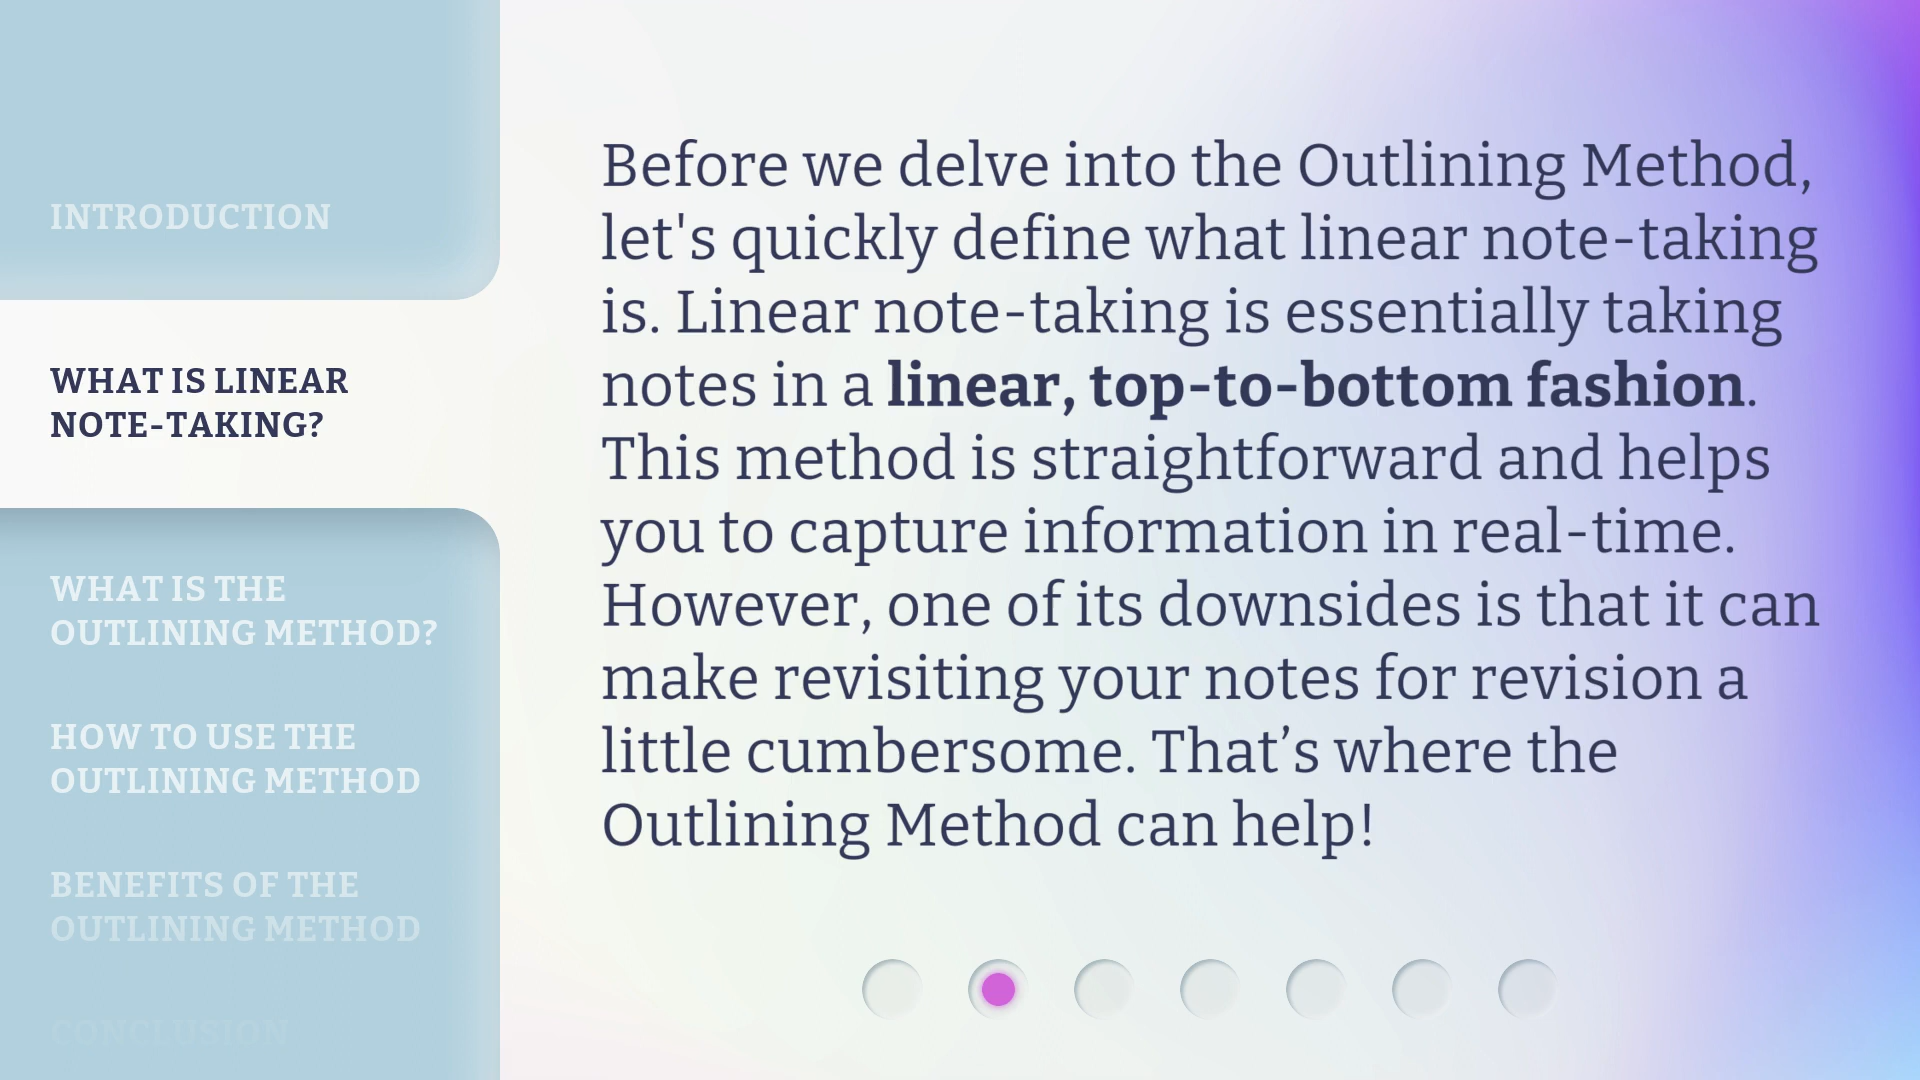 INTRODUCTION
WHAT IS LINEAR
NOTE-TAKING?
WHAT IS THE
OUTLINING METHOD?
HOW TO USE THE
OUTLINING METHOD
BENEFITS OF THE
OUTLINING METHOD
CONCLUSION
Before we delve into the Outlining Method,
let's quickly define what linear note-taking
is. Linear note-taking is essentially taking
notes in a linear, top-to-bottom fashion.
This method is straightforward and helps
you to capture information in real-time.
However, one of its downsides is that it can
make revisiting your notes for revision a
little cumbersome. That’s where the
Outlining Method can help!